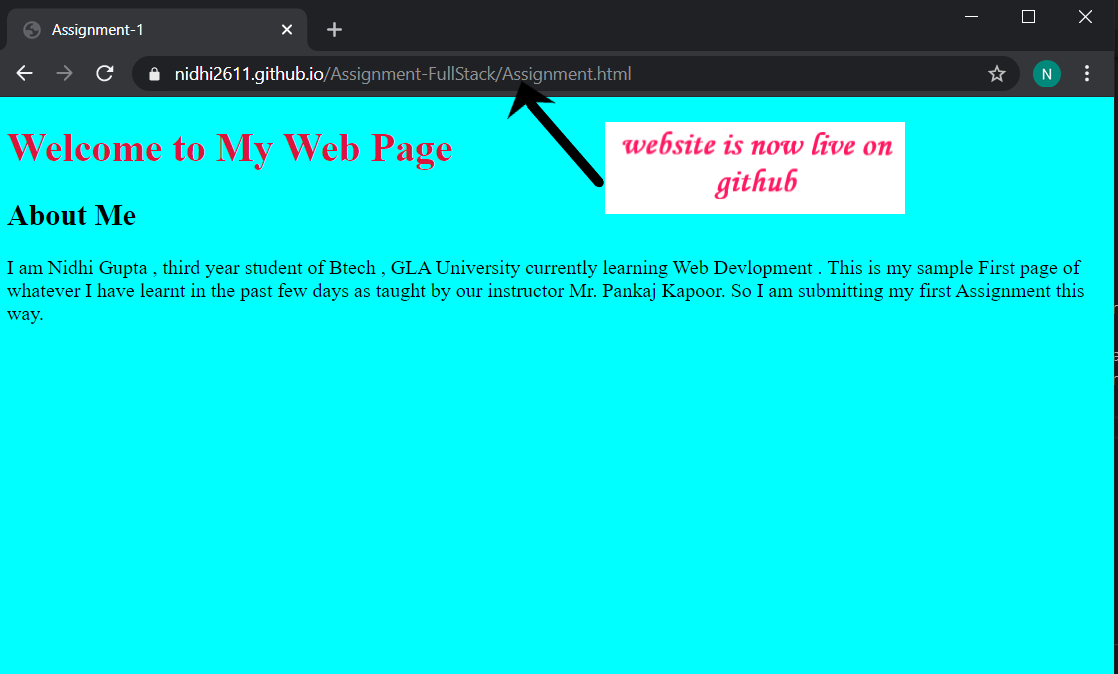 Assignment-1
nidhi2611.github.io/Assignment-FullStack/Assignment.html
N
Welcome to My Web Page
website is now live on
github
About Me
I am Nidhi Gupta , third year student of Btech , GLA University currently learning Web Devlopment . This is my sample First page of
whatever I have learnt in the past few days as taught by our instructor Mr. Pankaj Kapoor. So I am submitting my first Assignment this
way.